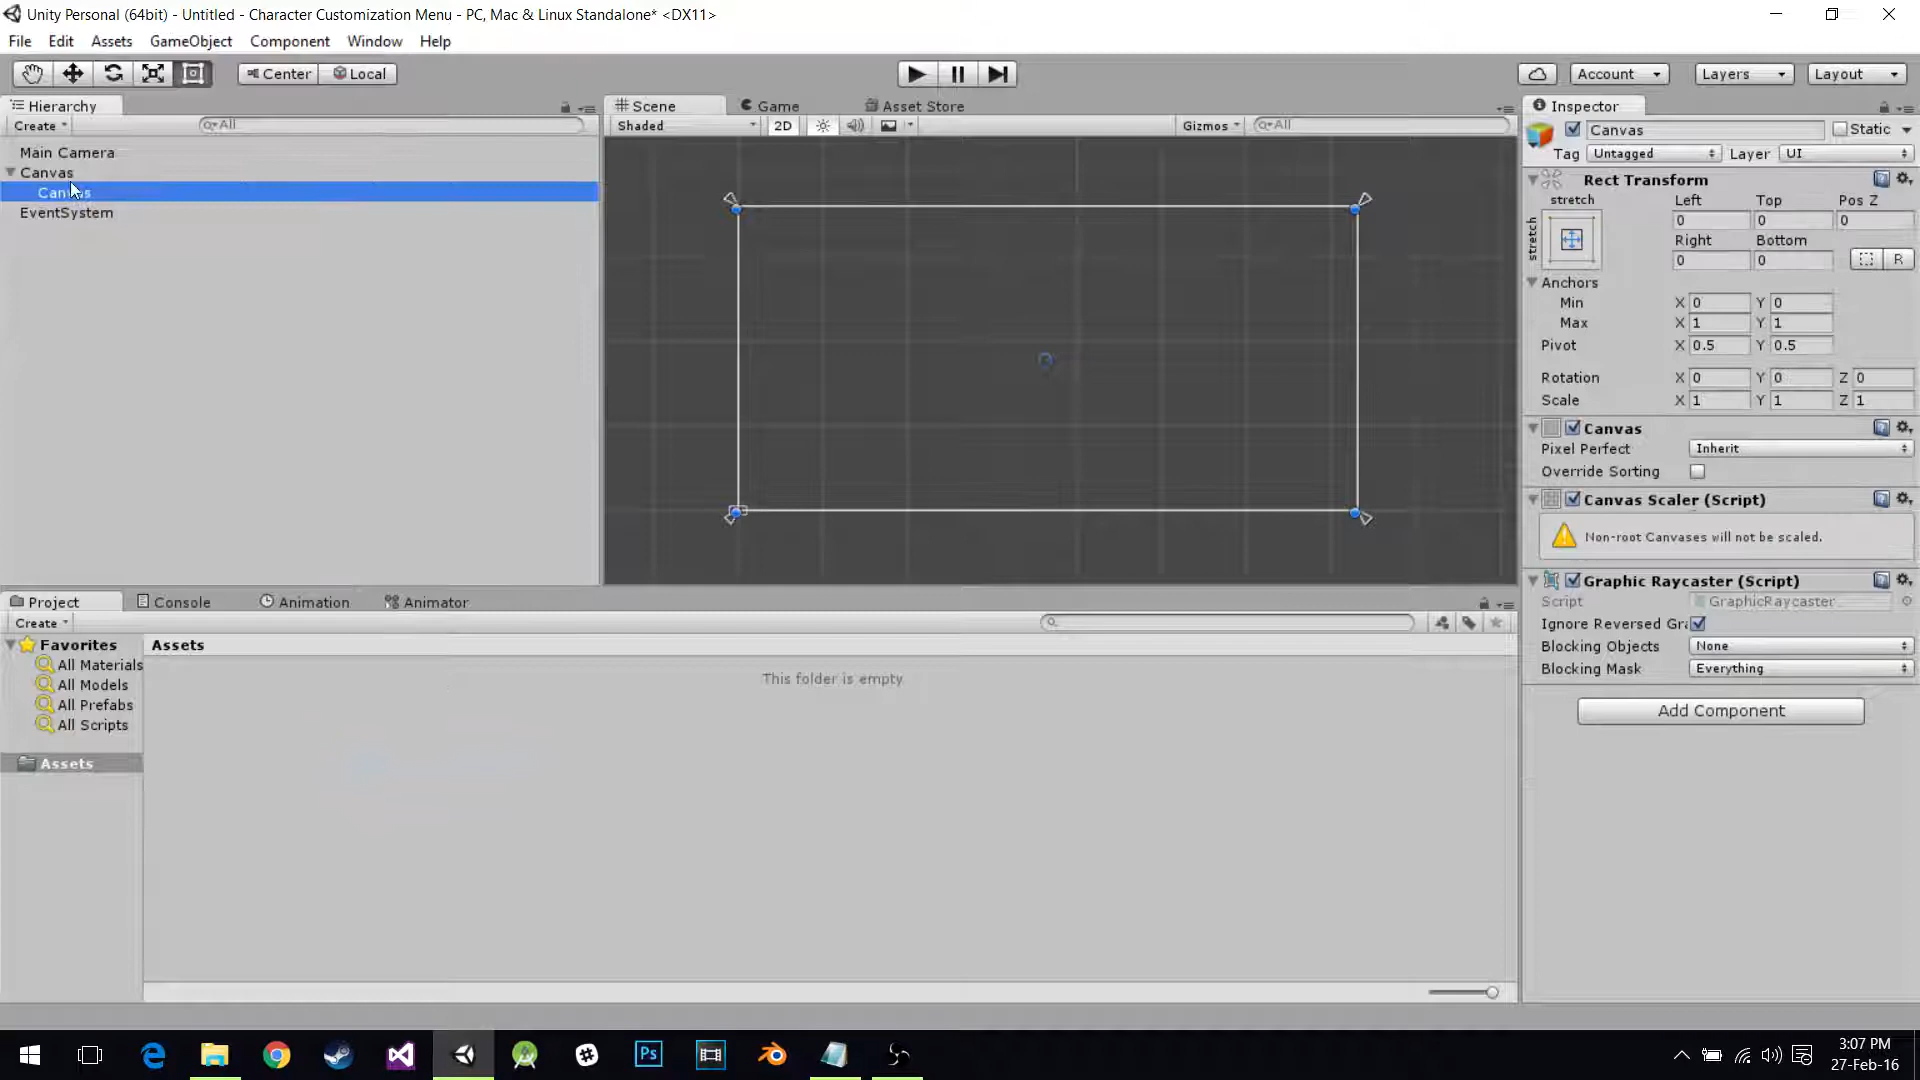 Unity Personal (64bit) - Untitled - Character Customization Menu - PC, Mac & Linux Standalone* <DX11>
File Edit Assets GameObject Component Window Help
Center Local Account Layers Layout
Hierarchy
Create All
Main Camera
Canvas
Canvas
EventSystem
Scene Game Asset Store
Shaded 2D Gizmos All
Inspector
Canvas Static
Tag Untagged Layer UI
Rect Transform
stretch Left Top Pos Z
stretch 0 0 0
Right Bottom
0 0 R
Anchors
Min X 0 Y 0
Max X 1 Y 1
Pivot X 0.5 Y 0.5
Rotation X 0 Y 0 Z 0
Scale X 1 Y 1 Z 1
Canvas
Pixel Perfect Inherit
Override Sorting
Canvas Scaler (Script)
Non-root Canvases will not be scaled.
Graphic Raycaster (Script)
Script GraphicRaycaster
Ignore Reversed Gra
Blocking Objects None
Blocking Mask Everything
Add Component
Project Console Animation Animator
Create
Favorites
All Materials
All Models
All Prefabs
All Scripts
Assets
Assets
This folder is empty
Ps
3:07 PM
27-Feb-16